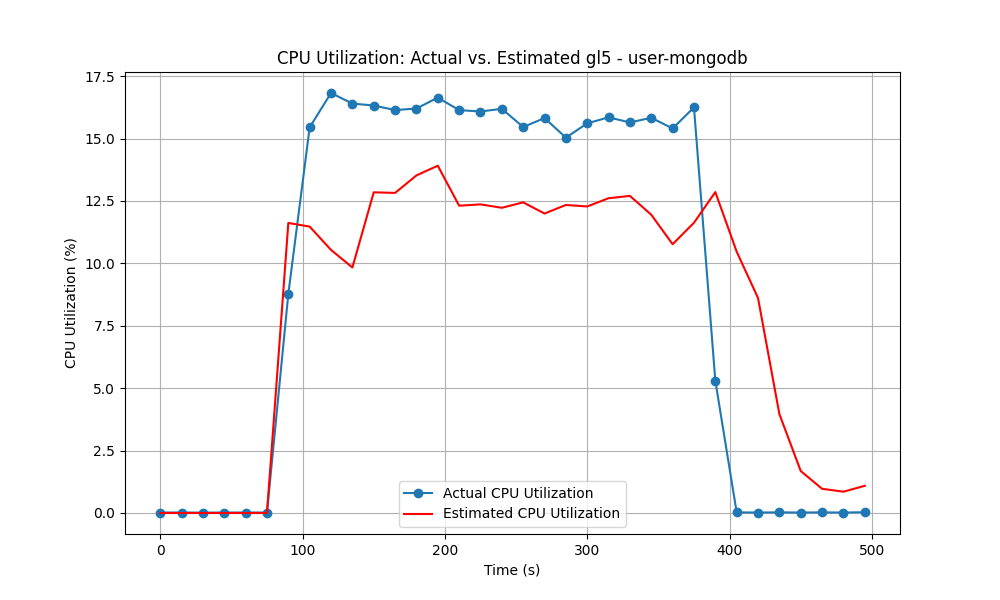 CPU Utilization: Actual vs. Estimated gl5 - user-mongodb
17.5
15.0
12.5
10.0
7.5
5.0
2.5
0.0
CPU Utilization (%)
Actual CPU Utilization
Estimated CPU Utilization
0 100 200 300 400 500
Time (s)